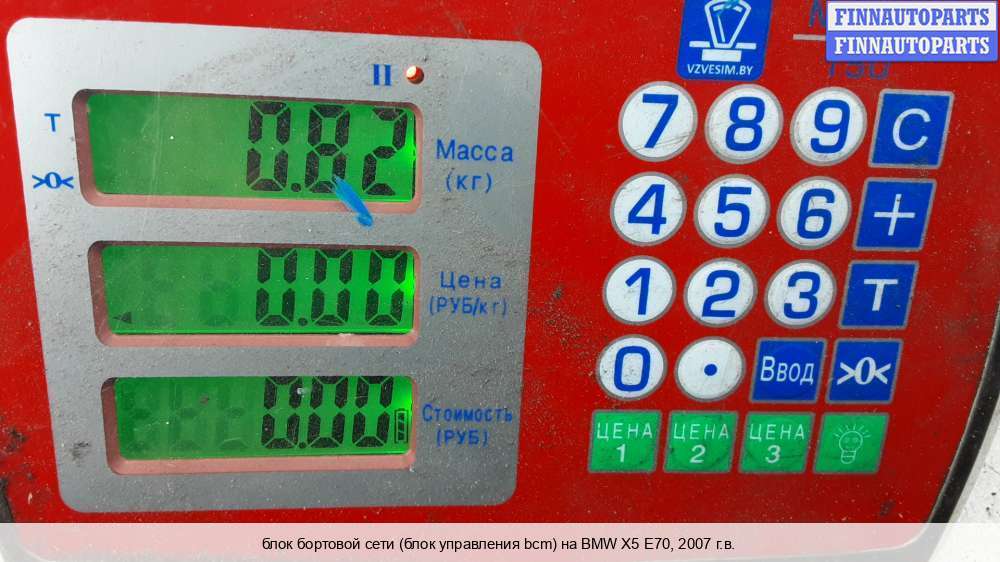 FINNAUTOPARTS
FINNAUTOPARTS
VZVESIM.BY
II
T
>0<
0.82
Масса
(кг)
0.00
Цена
(РУБ/кг)
0.00
Стоимость
(РУБ)
7 8 9 C
4 5 6 +
1 2 3 T
0 . Ввод >0<
ЦЕНА 1 ЦЕНА 2 ЦЕНА 3
блок бортовой сети (блок управления bcm) на BMW X5 E70, 2007 г.в.